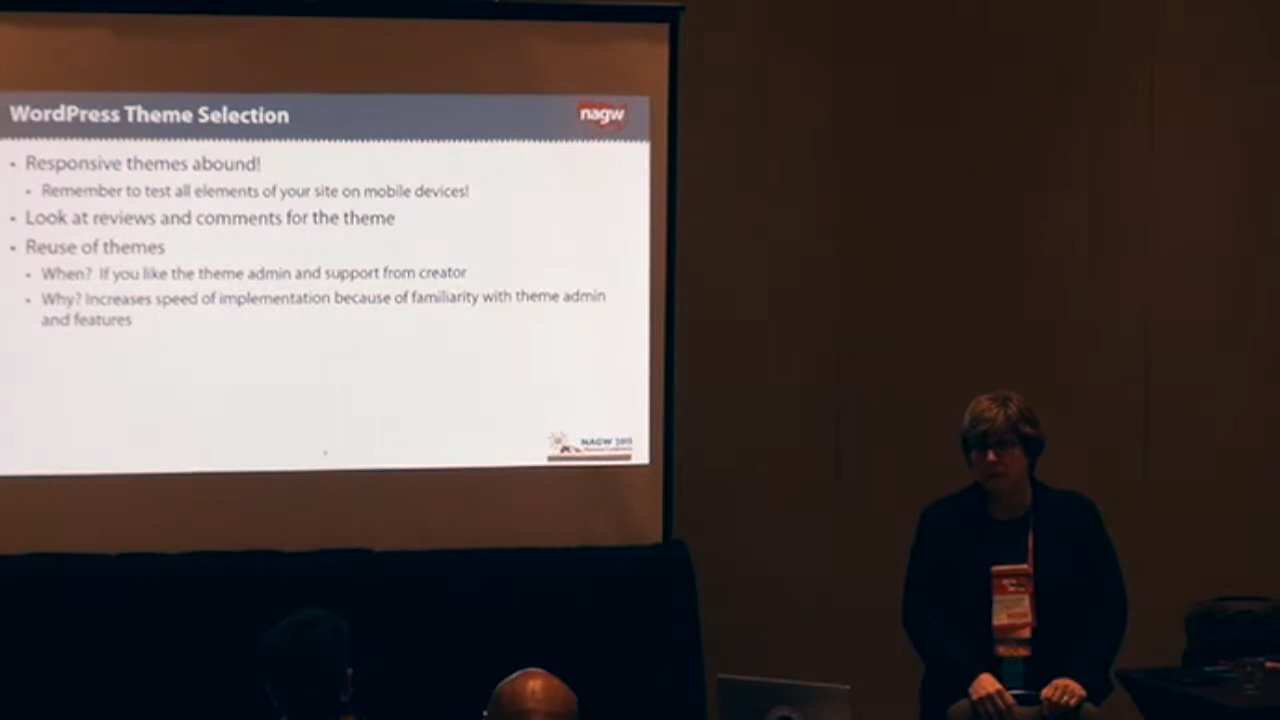 WordPress Theme Selection
nagw
• Responsive themes abound!
• Remember to test all elements of your site on mobile devices!
• Look at reviews and comments for the theme
• Reuse of themes
• When? If you like the theme admin and support from creator
• Why? Increases speed of implementation because of familiarity with theme admin
and features
NAGW